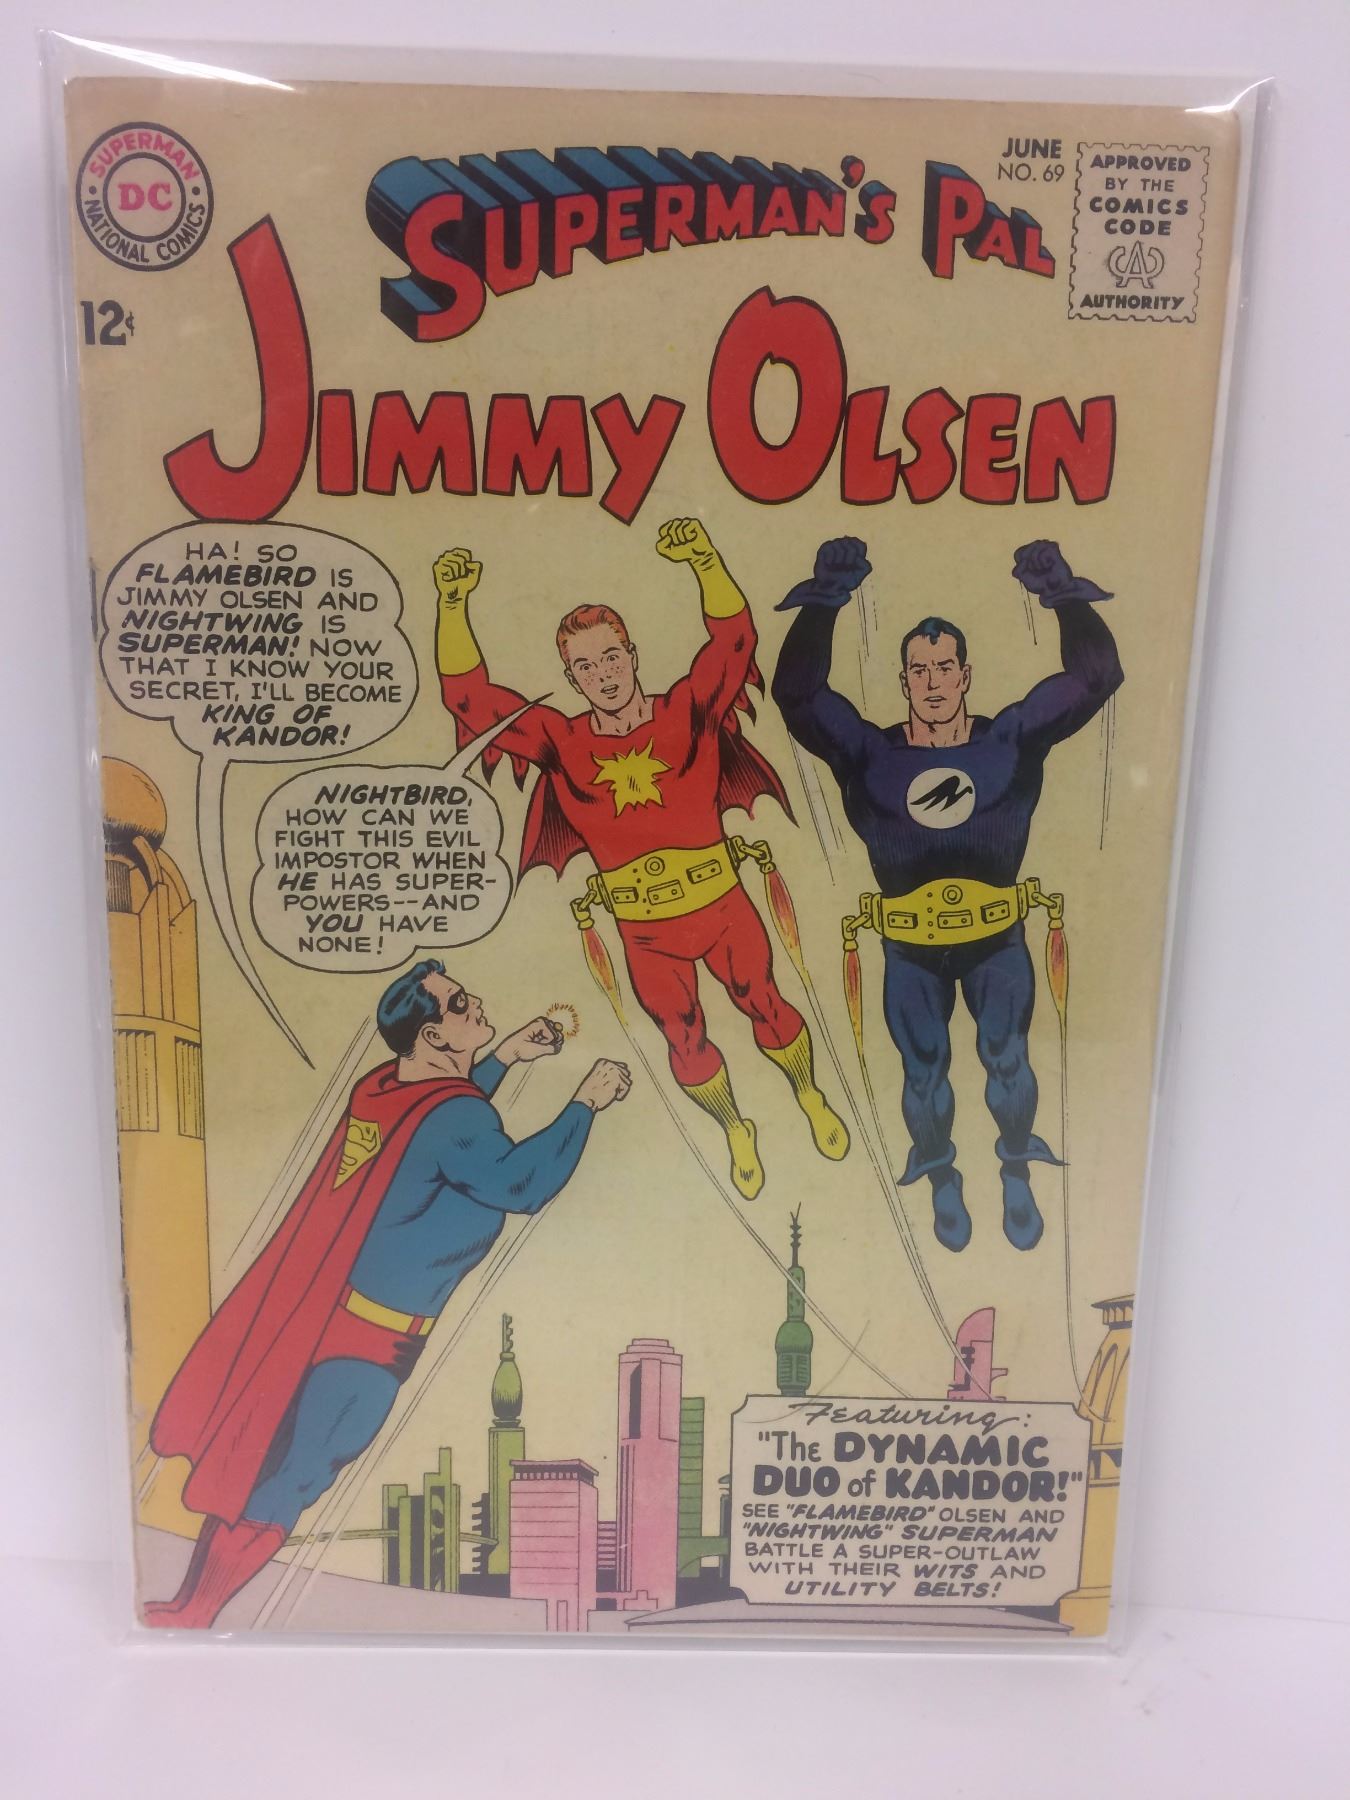 SUPERMAN
DC
NATIONAL COMICS
12¢
SUPERMAN'S PAL
JUNE
NO. 69
APPROVED
BY THE
COMICS
CODE
CA
AUTHORITY
JIMMY OLSEN
HA! SO
FLAMEBIRD IS
JIMMY OLSEN AND
NIGHTWING IS
SUPERMAN! NOW
THAT I KNOW YOUR
SECRET, I'LL BECOME
KING OF
KANDOR!
NIGHTBIRD,
HOW CAN WE
FIGHT THIS EVIL
IMPOSTOR WHEN
HE HAS SUPER-
POWERS--AND
YOU HAVE
NONE!
Featuring:
"The DYNAMIC
DUO of KANDOR!"
SEE "FLAMEBIRD" OLSEN AND
"NIGHTWING" SUPERMAN
BATTLE A SUPER-OUTLAW
WITH THEIR WITS AND
UTILITY BELTS!